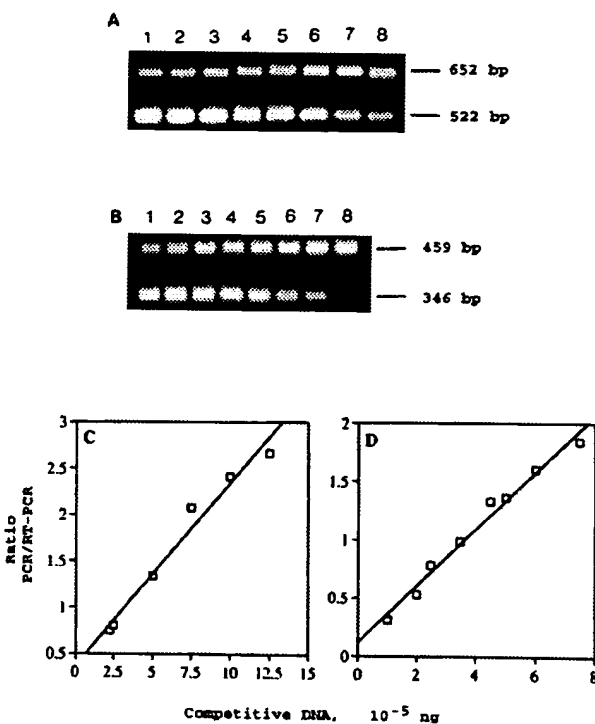 A
1 2 3 4 5 6 7 8
652 bp
522 bp
B
1 2 3 4 5 6 7 8
459 bp
346 bp
C
3
2.5
2
1.5
1
0.5
0 2.5 5 7.5 10 12.5 15
D
2
1.5
1
0.5
0
0 2 4 6 8
Ratio
PCR/RT-PCR
Competitive DNA, 10⁻⁵ ng